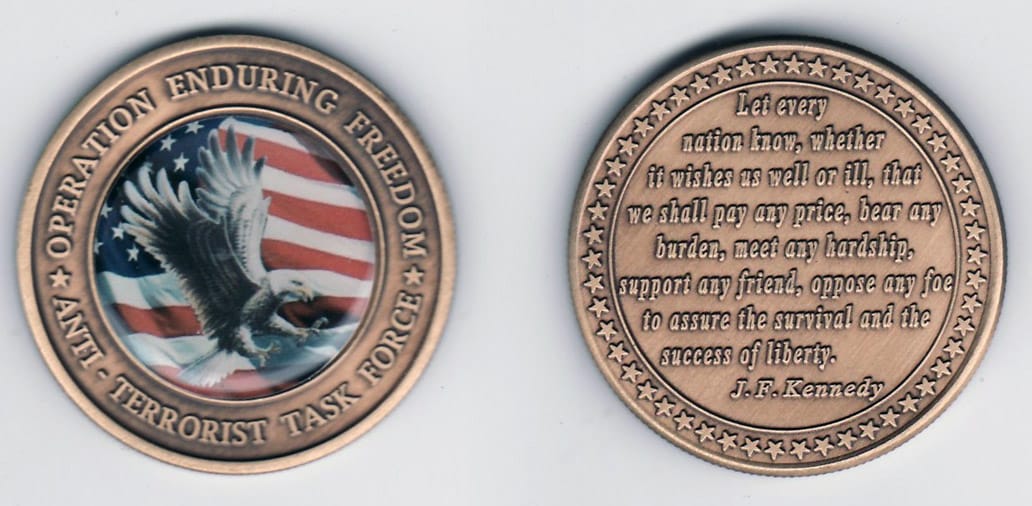 OPERATION ENDURING FREEDOM
ANTI-TERRORIST TASK FORCE
Let every
nation know, whether
it wishes us well or ill, that
we shall pay any price, bear any
burden, meet any hardship,
support any friend, oppose any foe
to assure the survival and the
success of liberty.
J. F. Kennedy